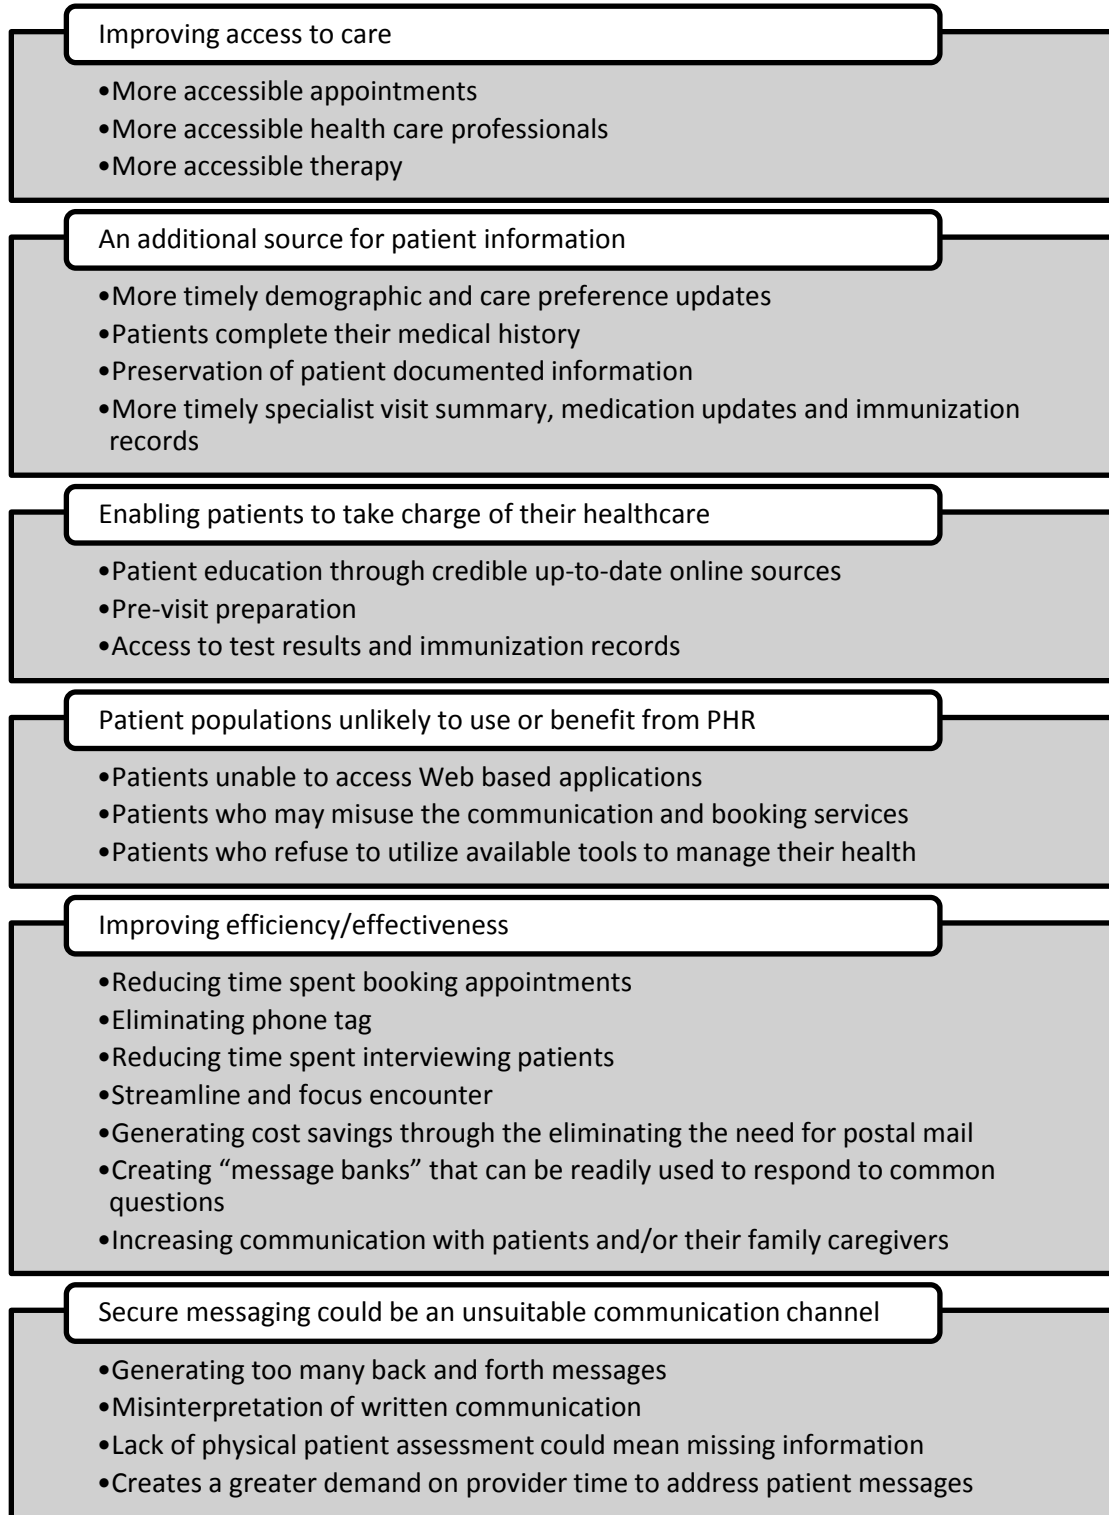 Improving access to care
•More accessible appointments
•More accessible health care professionals
•More accessible therapy
An additional source for patient information
•More timely demographic and care preference updates
•Patients complete their medical history
•Preservation of patient documented information
•More timely specialist visit summary, medication updates and immunization
records
Enabling patients to take charge of their healthcare
•Patient education through credible up-to-date online sources
•Pre-visit preparation
•Access to test results and immunization records
Patient populations unlikely to use or benefit from PHR
•Patients unable to access Web based applications
•Patients who may misuse the communication and booking services
•Patients who refuse to utilize available tools to manage their health
Improving efficiency/effectiveness
•Reducing time spent booking appointments
•Eliminating phone tag
•Reducing time spent interviewing patients
•Streamline and focus encounter
•Generating cost savings through the eliminating the need for postal mail
•Creating “message banks” that can be readily used to respond to common
questions
•Increasing communication with patients and/or their family caregivers
Secure messaging could be an unsuitable communication channel
•Generating too many back and forth messages
•Misinterpretation of written communication
•Lack of physical patient assessment could mean missing information
•Creates a greater demand on provider time to address patient messages